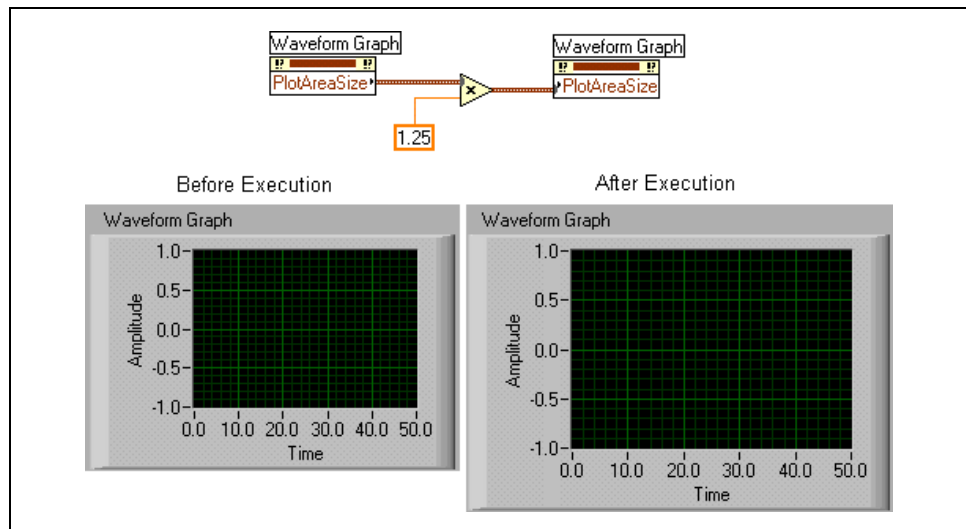 Waveform Graph
!? !?
PlotAreaSize
1.25
Waveform Graph
!? !?
PlotAreaSize
Before Execution
After Execution
Waveform Graph
1.0
0.5
0.0
-0.5
-1.0
Amplitude
0.0 10.0 20.0 30.0 40.0 50.0
Time
Waveform Graph
1.0
0.5
0.0
-0.5
-1.0
Amplitude
0.0 10.0 20.0 30.0 40.0 50.0
Time